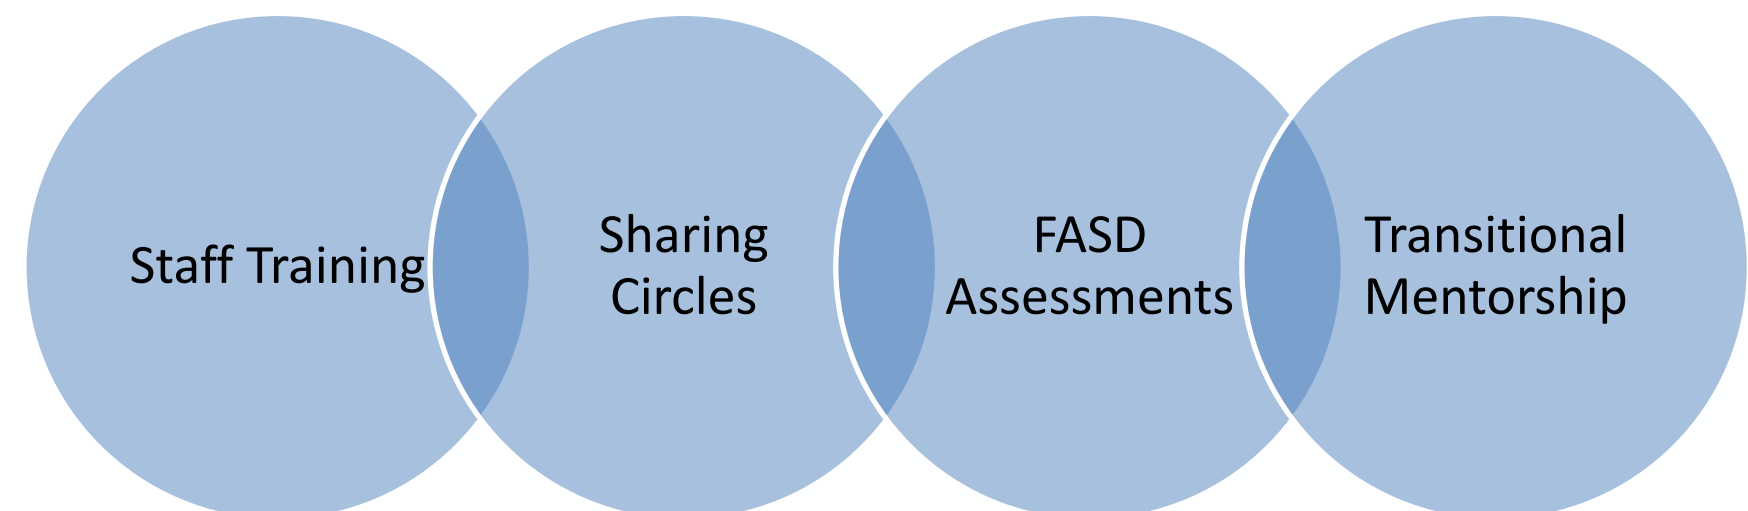 Staff Training
Sharing
Circles
FASD
Assessments
Transitional
Mentorship